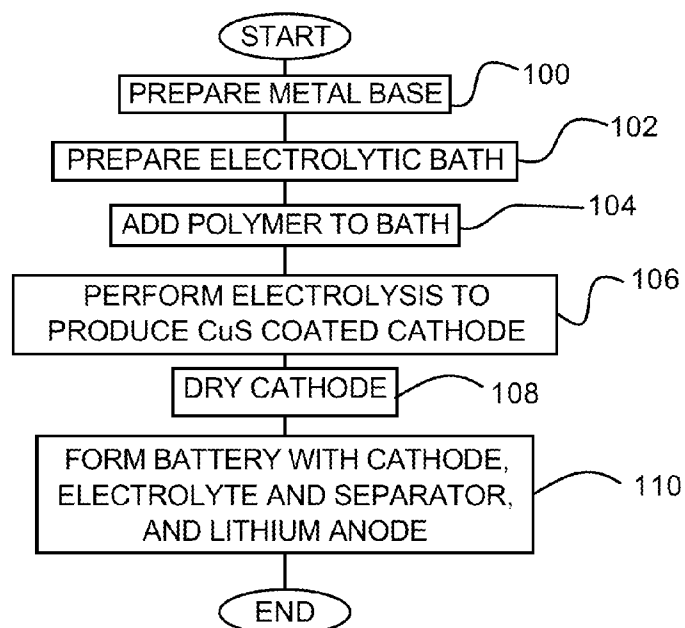 START
PREPARE METAL BASE
100
PREPARE ELECTROLYTIC BATH
102
ADD POLYMER TO BATH
104
PERFORM ELECTROLYSIS TO
PRODUCE CuS COATED CATHODE
106
DRY CATHODE
108
FORM BATTERY WITH CATHODE,
ELECTROLYTE AND SEPARATOR,
AND LITHIUM ANODE
110
END